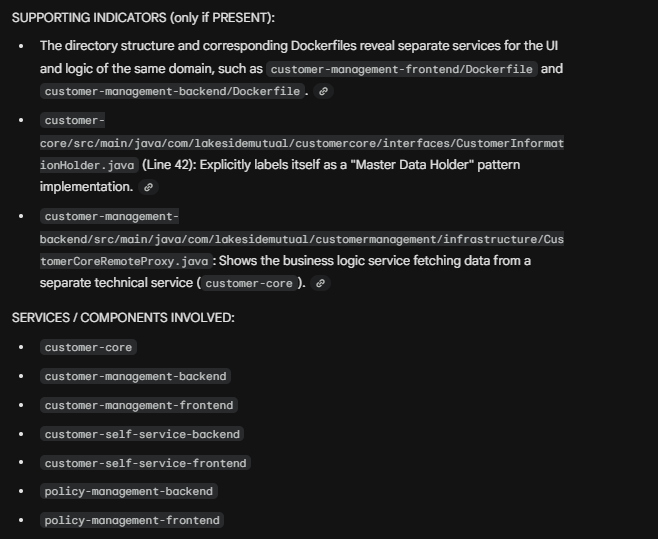 SUPPORTING INDICATORS (only if PRESENT):
• The directory structure and corresponding Dockerfiles reveal separate services for the UI
and logic of the same domain, such as customer-management-frontend/Dockerfile and
customer-management-backend/Dockerfile.
• customer-
core/src/main/java/com/lakesidemutual/customercore/interfaces/CustomerInformat
ionHolder.java (Line 42): Explicitly labels itself as a "Master Data Holder" pattern
implementation.
• customer-management-
backend/src/main/java/com/lakesidemutual/customermanagement/infrastructure/Cus
tomerCoreRemoteProxy.java: Shows the business logic service fetching data from a
separate technical service (customer-core).
SERVICES / COMPONENTS INVOLVED:
• customer-core
• customer-management-backend
• customer-management-frontend
• customer-self-service-backend
• customer-self-service-frontend
• policy-management-backend
• policy-management-frontend